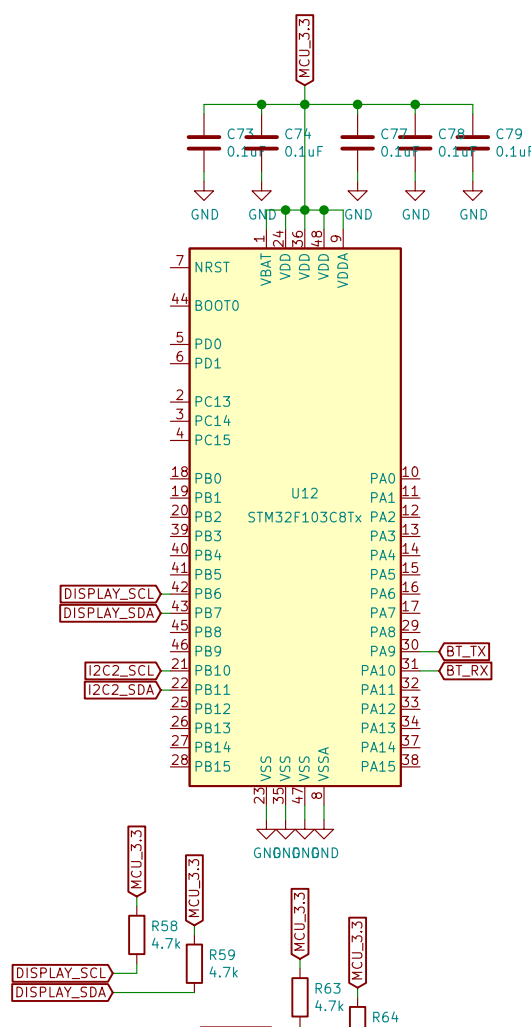 MCU_3.3
C73 C74 C77 C78 C79
0.1uF 0.1uF 0.1uF 0.1uF 0.1uF
GND GND GND GND GND
1 24 36 48 9
VBAT VDD VDD VDD VDDA
7 NRST
44 BOOT0
5 PD0
6 PD1
2 PC13
3 PC14
4 PC15
18 PB0 PA0 10
19 PB1 U12 PA1 11
20 PB2 STM32F103C8Tx PA2 12
39 PB3 PA3 13
40 PB4 PA4 14
41 PB5 PA5 15
DISPLAY_SCL 42 PB6 PA6 16
DISPLAY_SDA 43 PB7 PA7 17
45 PB8 PA8 29
46 PB9 PA9 30 BT_TX
I2C2_SCL 21 PB10 PA10 31 BT_RX
I2C2_SDA 22 PB11 PA11 32
25 PB12 PA12 33
26 PB13 PA13 34
27 PB14 PA14 37
28 PB15 PA15 38
VSS VSS VSS VSSA
23 35 47 8
GND GND GND GND
MCU_3.3
R58
4.7k
MCU_3.3
R59
4.7k
DISPLAY_SCL
DISPLAY_SDA
MCU_3.3
R63
4.7k
MCU_3.3
R64